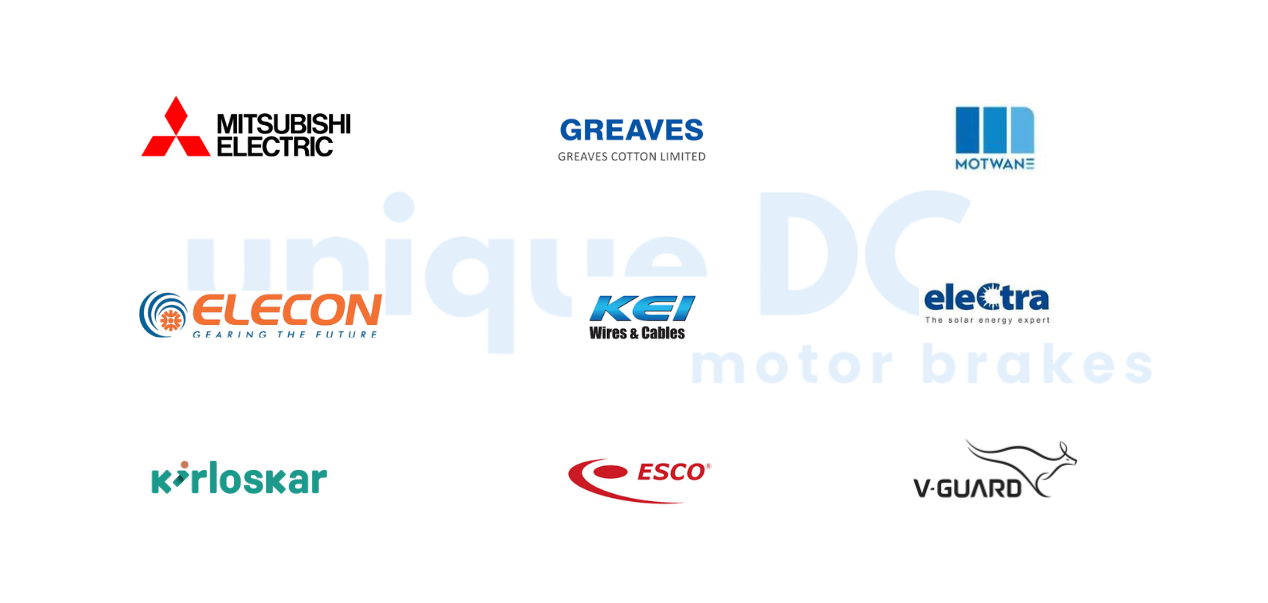 MITSUBISHI
ELECTRIC
GREAVES
GREAVES COTTON LIMITED
MOTWANE
unique DC
motor brakes
ELECON
GEARING THE FUTURE
KEI
Wires & Cables
eleCtra
The solar energy expert
kirloskar
ESCO®
V-GUARD